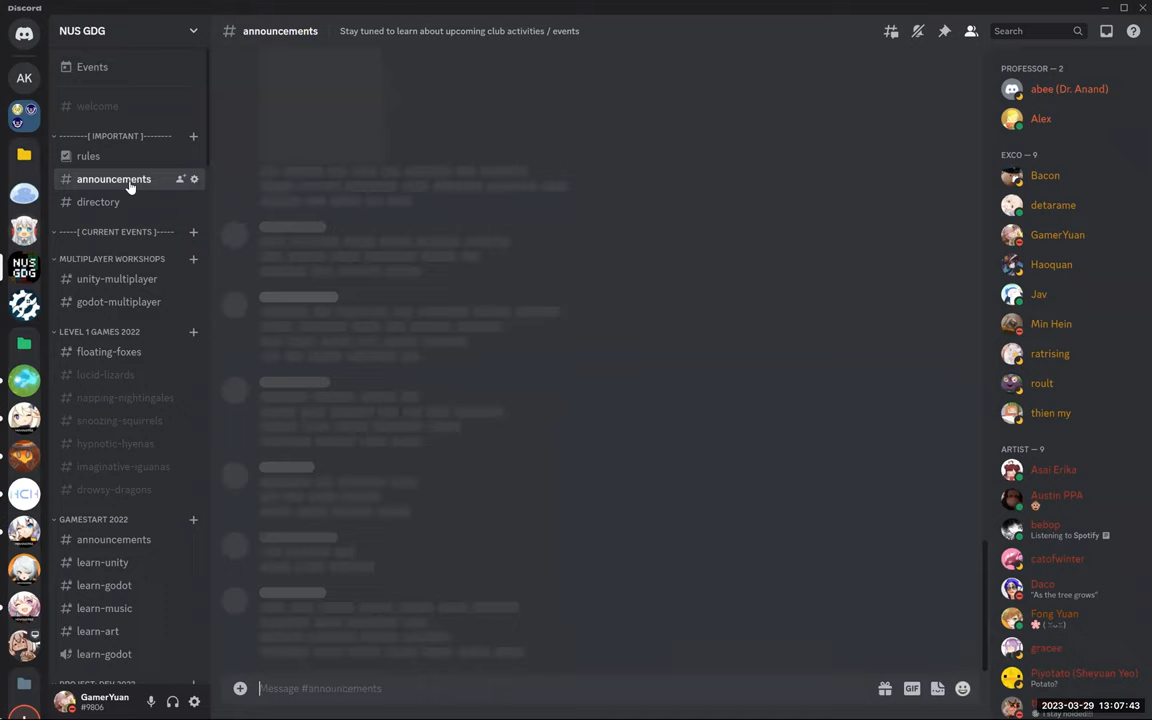 Discord
NUS GDG
# announcements Stay tuned to learn about upcoming club activities / events
Search
AK
Events
welcome
--------[ IMPORTANT ]--------
rules
announcements
directory
-----[ CURRENT EVENTS ]-----
MULTIPLAYER WORKSHOPS
unity-multiplayer
godot-multiplayer
LEVEL 1 GAMES 2022
floating-foxes
lucid-lizards
napping-nightingales
snoozing-squirrels
hypnotic-hyenas
imaginative-iguanas
drowsy-dragons
GAMESTART 2022
announcements
learn-unity
learn-godot
learn-music
learn-art
learn-godot
NUS
GDG
GamerYuan
#9806
Message #announcements
GIF
PROFESSOR — 2
abee (Dr. Anand)
Alex
EXCO — 9
Bacon
detarame
GamerYuan
Haoquan
Jav
Min Hein
ratrising
roult
thien my
ARTIST — 9
Asai Erika
Austin PPA
bebop
Listening to Spotify
catofwinter
Daco
"As the tree grows"
Fong Yuan
gracee
Piyotato (Sheyuan Yeo)
Potato?
2023-03-29 13:07:43